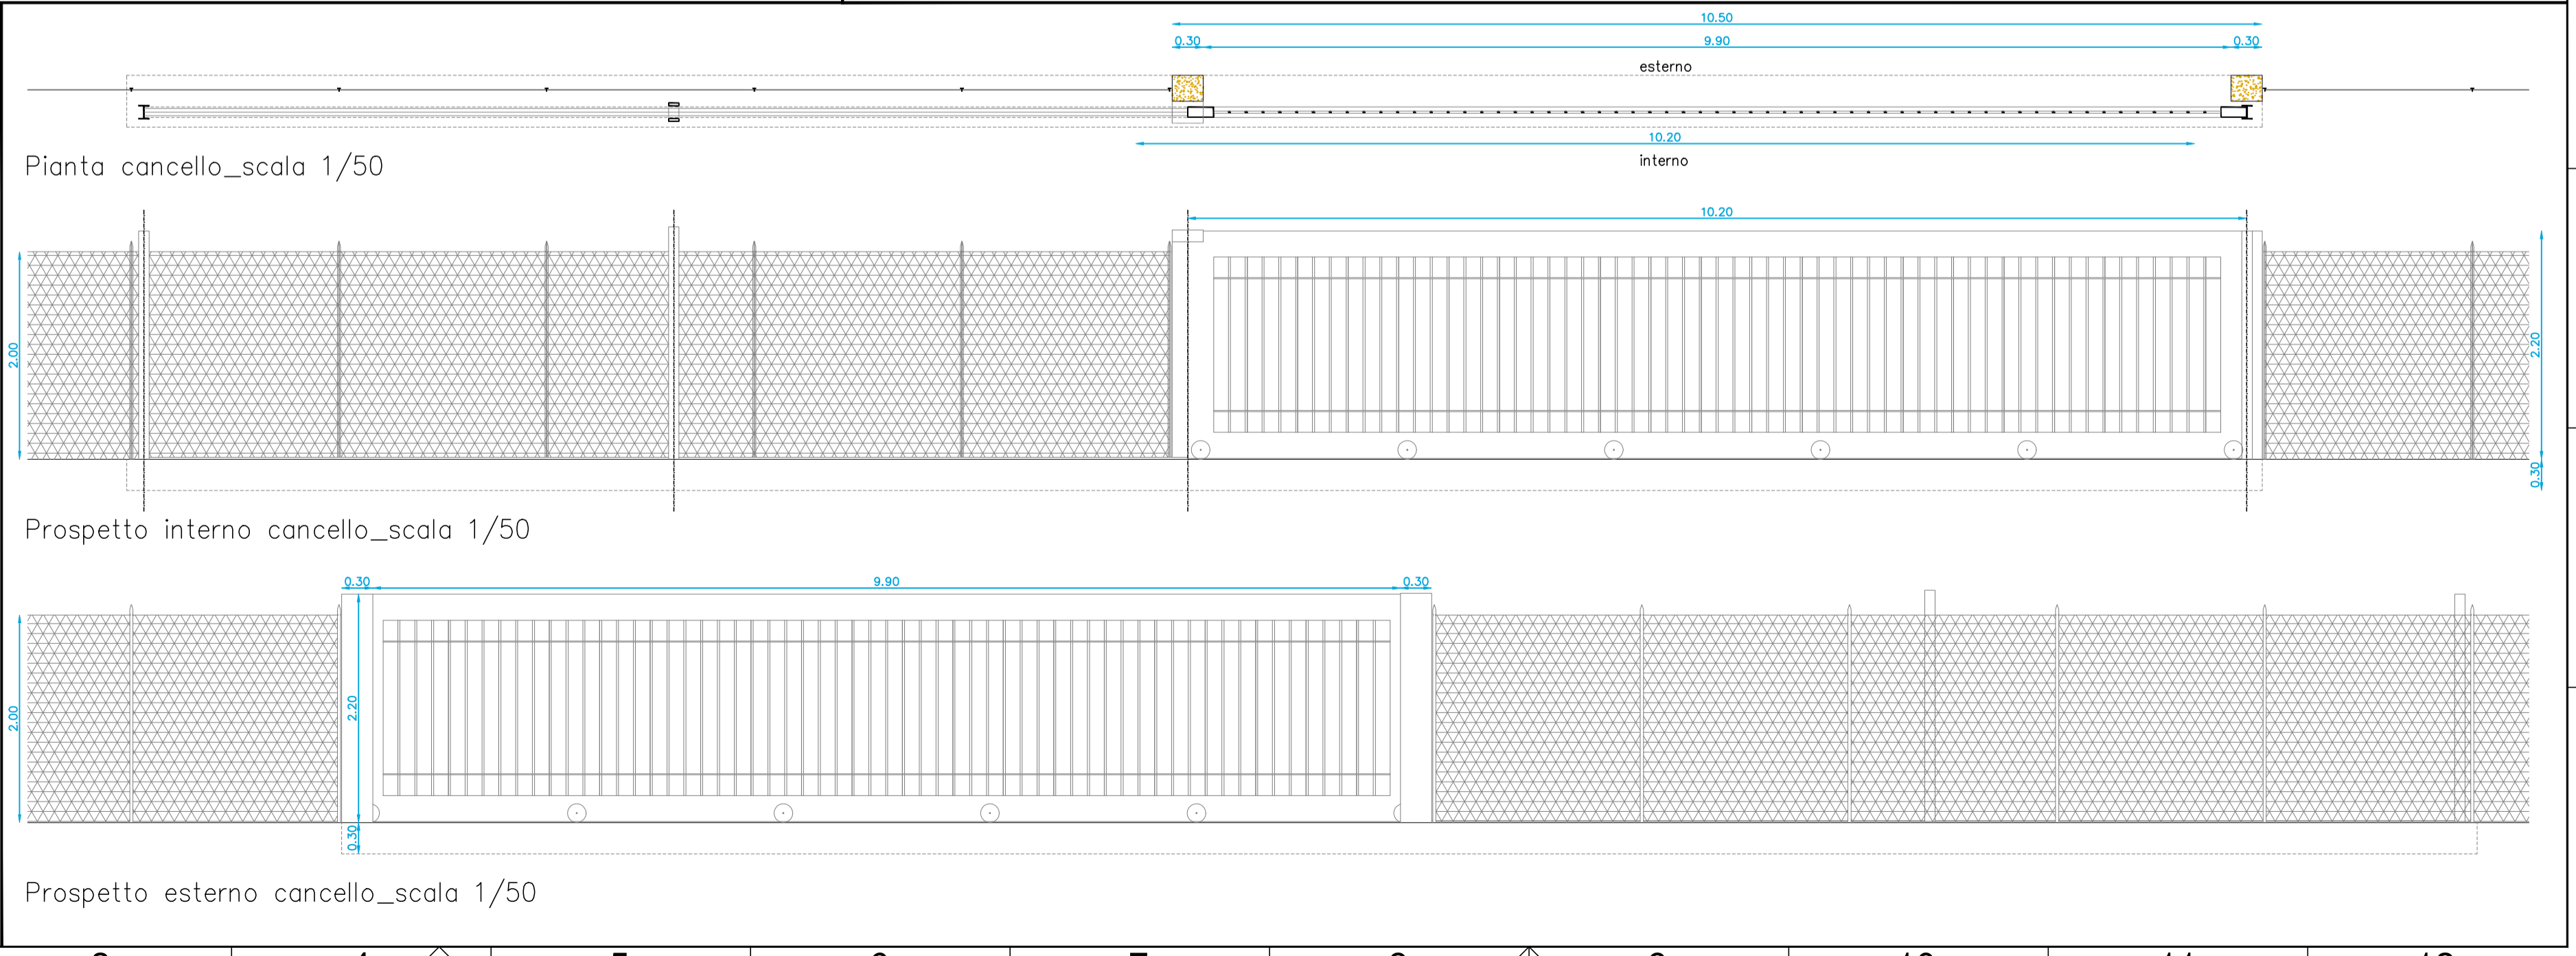 10.50
0.30 9.90 0.30
esterno
10.20
interno
Pianta cancello_scala 1/50
10.20
2.00
2.20
0.30
Prospetto interno cancello_scala 1/50
0.30 9.90 0.30
2.00
2.20
0.30
Prospetto esterno cancello_scala 1/50